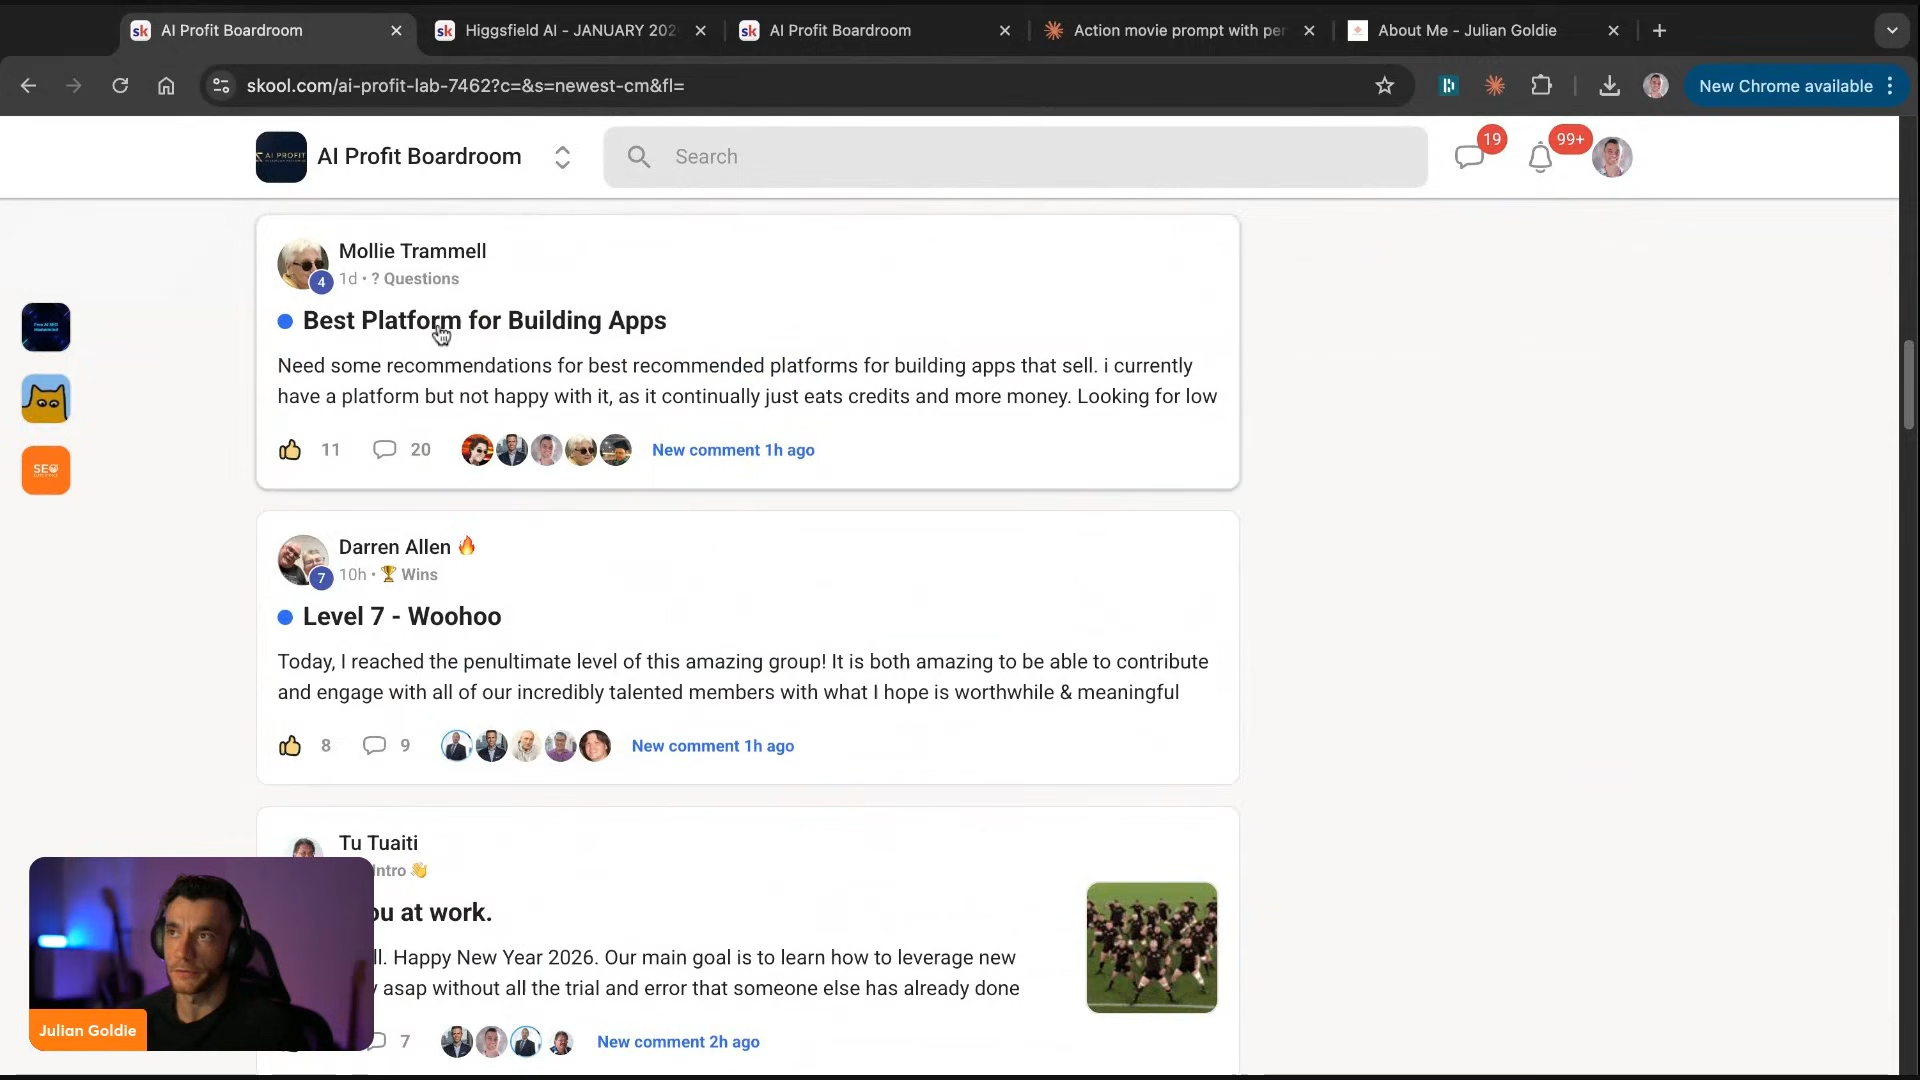 AI Profit Boardroom
Higgsfield AI - JANUARY 202
AI Profit Boardroom
Action movie prompt with per
About Me - Julian Goldie
skool.com/ai-profit-lab-7462?c=&s=newest-cm&fl=
New Chrome available
AI PROFIT
AI Profit Boardroom
Search
19
99+
Mollie Trammell
4
1d • ? Questions
Best Platform for Building Apps
Need some recommendations for best recommended platforms for building apps that sell. i currently
have a platform but not happy with it, as it continually just eats credits and more money. Looking for low
11
20
New comment 1h ago
SEO
Darren Allen 🔥
7
10h • 🏆 Wins
Level 7 - Woohoo
Today, I reached the penultimate level of this amazing group! It is both amazing to be able to contribute
and engage with all of our incredibly talented members with what I hope is worthwhile & meaningful
8
9
New comment 1h ago
Tu Tuaiti
Intro 👋
ou at work.
ll. Happy New Year 2026. Our main goal is to learn how to leverage new
asap without all the trial and error that someone else has already done
7
New comment 2h ago
Julian Goldie